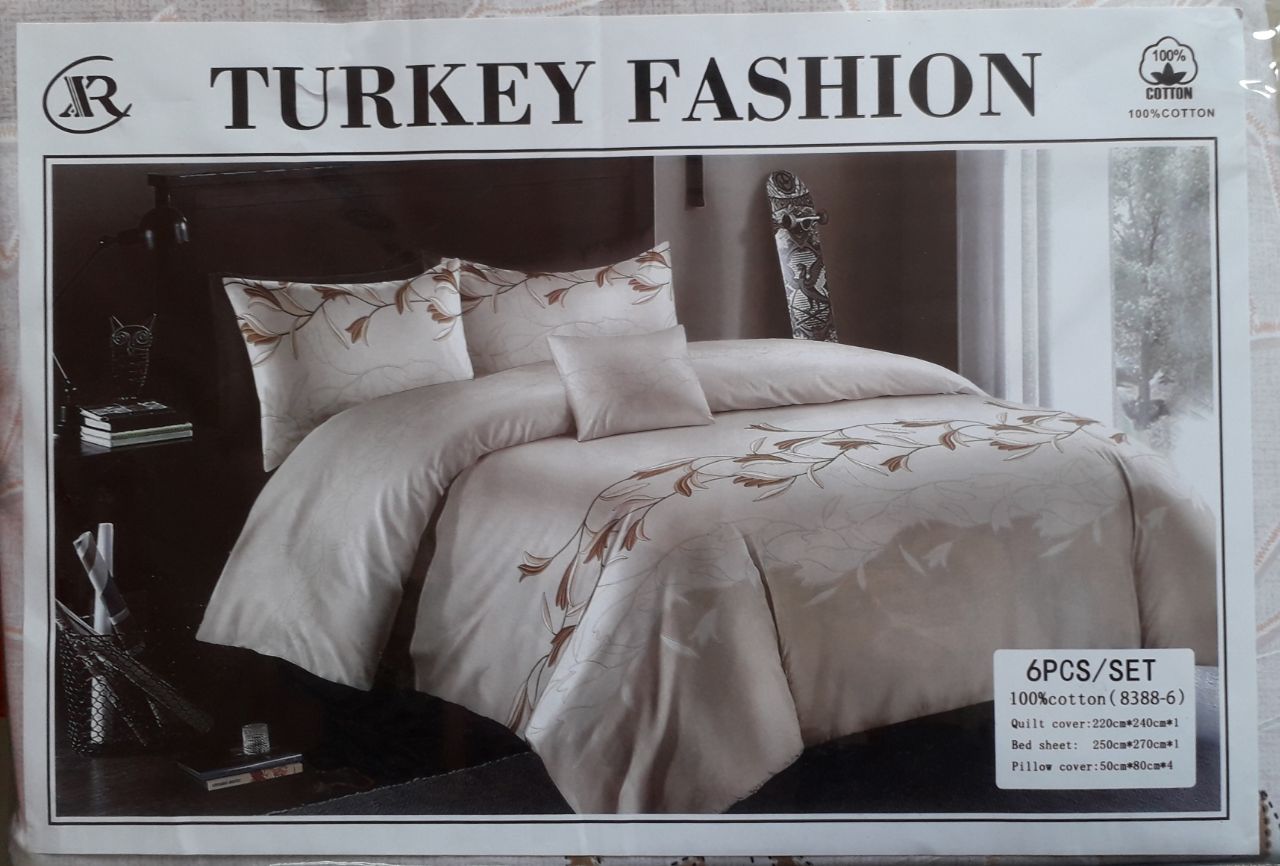 AR
TURKEY FASHION
100%
COTTON
100%COTTON
6PCS/SET
100%cotton(8388-6)
Quilt cover:220cm*240cm*1
Bed sheet: 250cm*270cm*1
Pillow cover:50cm*80cm*4